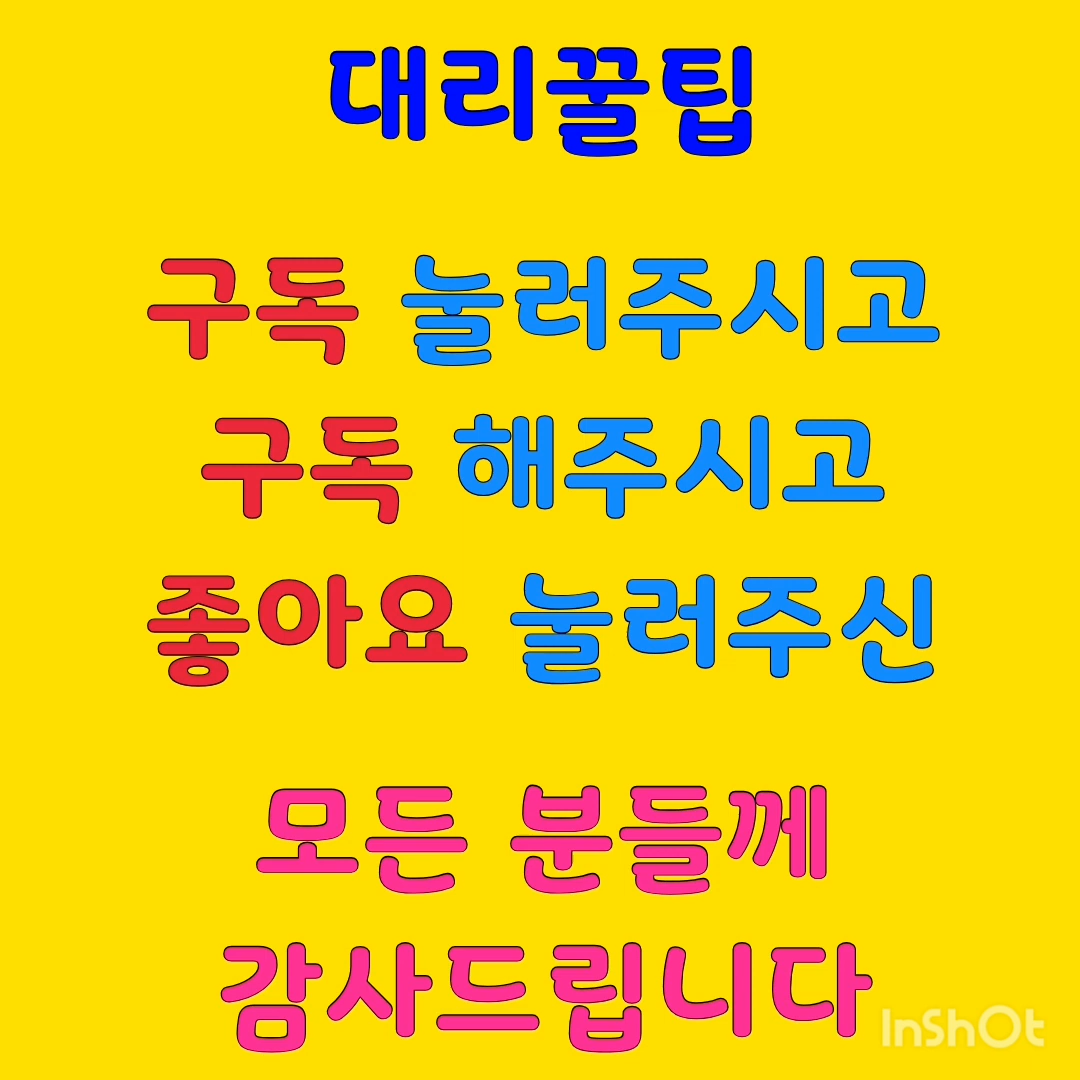 대리꿀팁
구독 눌러주시고
구독 해주시고
좋아요 눌러주신
모든 분들께
감사드립니다
InShOt